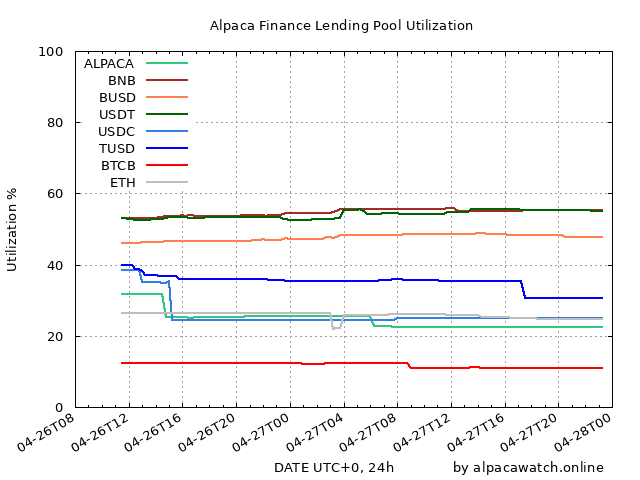 Alpaca Finance Lending Pool Utilization
100
80
60
40
20
0
Utilization %
ALPACA
BNB
BUSD
USDT
USDC
TUSD
BTCB
ETH
04-26T08
04-26T12
04-26T16
04-26T20
04-27T00
04-27T04
04-27T08
04-27T12
04-27T16
04-27T20
04-28T00
DATE UTC+0, 24h
by alpacawatch.online